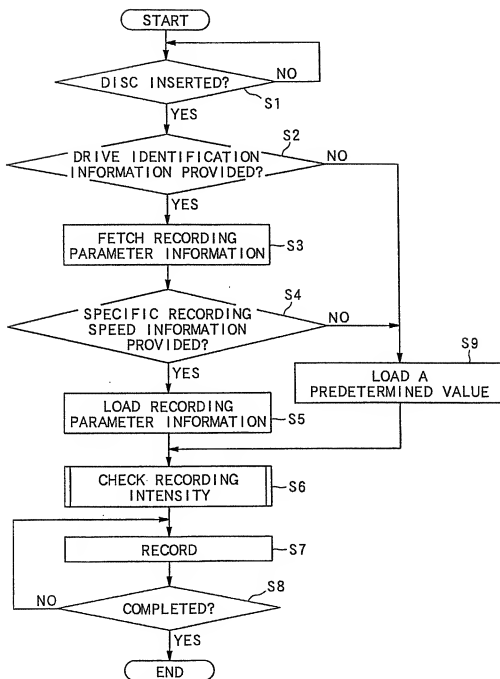 START
DISC INSERTED?
NO
S1
YES
S2
DRIVE IDENTIFICATION
INFORMATION PROVIDED?
NO
YES
FETCH RECORDING
PARAMETER INFORMATION
S3
S4
SPECIFIC RECORDING
SPEED INFORMATION
PROVIDED?
NO
YES
S9
LOAD A
PREDETERMINED VALUE
LOAD RECORDING
PARAMETER INFORMATION
S5
CHECK RECORDING
INTENSITY
S6
RECORD
S7
S8
NO
COMPLETED?
YES
END